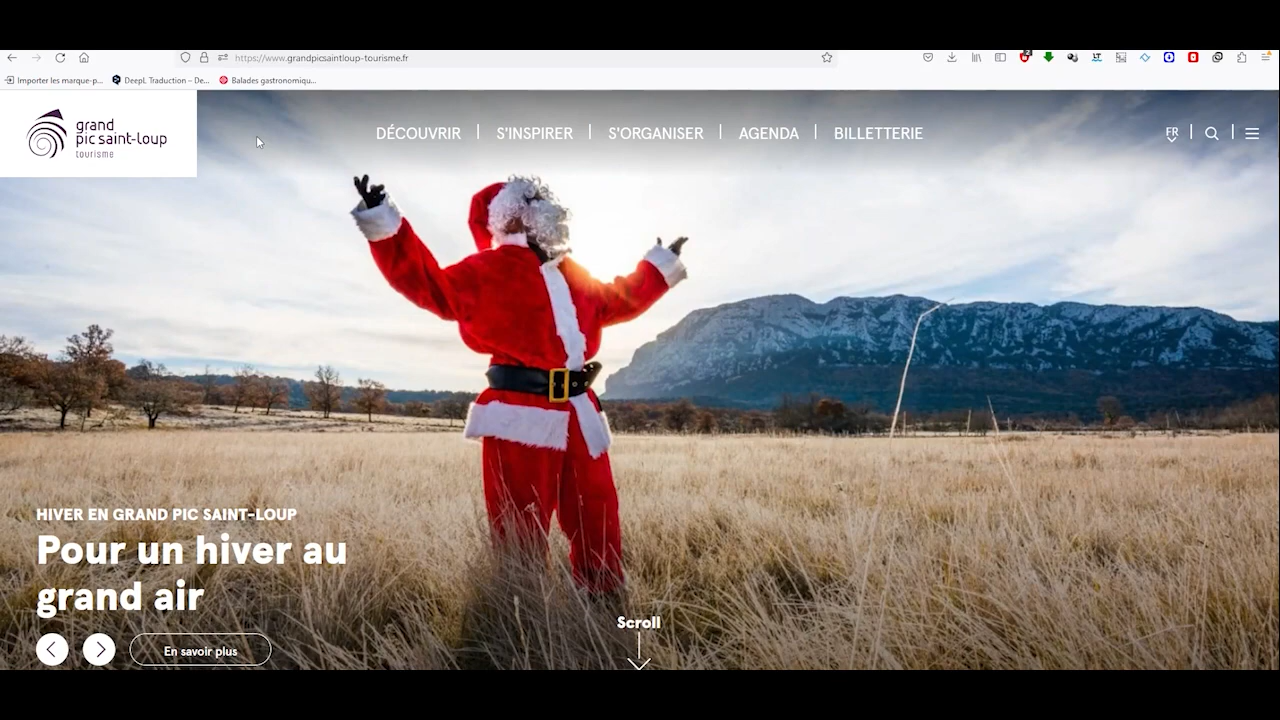 https://www.grandpicsaintloup-tourisme.fr
Importer les marque-p...
DeepL Traduction – De...
Balades gastronomiqu...
grand
pic saint-loup
tourisme
DÉCOUVRIR
S'INSPIRER
S'ORGANISER
AGENDA
BILLETTERIE
FR
HIVER EN GRAND PIC SAINT-LOUP
Pour un hiver au
grand air
En savoir plus
Scroll